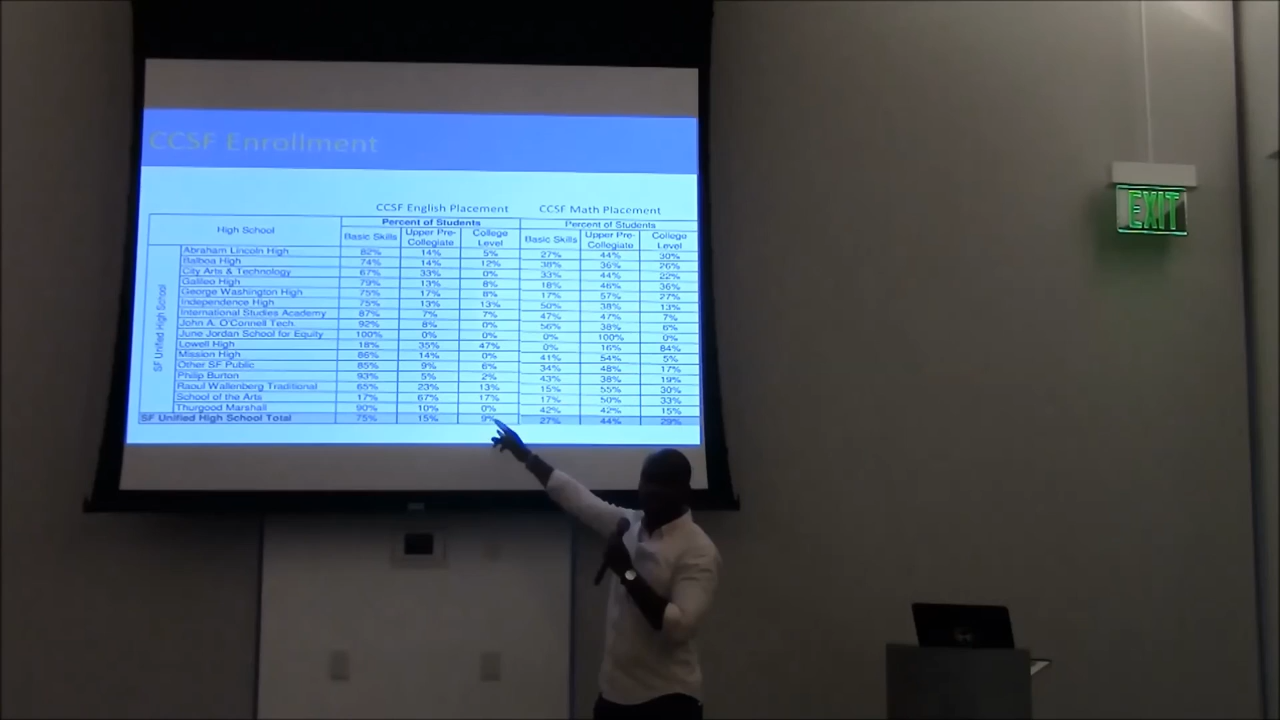 CCSF Enrollment
CCSF English Placement CCSF Math Placement
High School Percent of Students Percent of Students
Basic Skills Upper Pre-Collegiate College Level Basic Skills Upper Pre-Collegiate College Level
SF Unified High School
Abraham Lincoln High 82% 14% 5% 27% 44% 30%
Balboa High 74% 14% 12% 38% 36% 26%
City Arts & Technology 67% 33% 0% 33% 44% 22%
Galileo High 79% 13% 8% 18% 46% 36%
George Washington High 75% 17% 8% 17% 57% 27%
Independence High 75% 13% 13% 50% 38% 13%
International Studies Academy 87% 7% 7% 47% 47% 7%
John A. O'Connell Tech. 92% 8% 0% 56% 38% 6%
June Jordan School for Equity 100% 0% 0% 0% 100% 0%
Lowell High 18% 35% 47% 0% 16% 84%
Mission High 86% 14% 0% 41% 54% 5%
Other SF Public 85% 9% 6% 34% 48% 17%
Philip Burton 93% 5% 2% 43% 38% 19%
Raoul Wallenberg Traditional 65% 23% 13% 15% 55% 30%
School of the Arts 17% 67% 17% 17% 50% 33%
Thurgood Marshall 90% 10% 0% 42% 42% 15%
SF Unified High School Total 75% 15% 9% 27% 44% 29%
EXIT